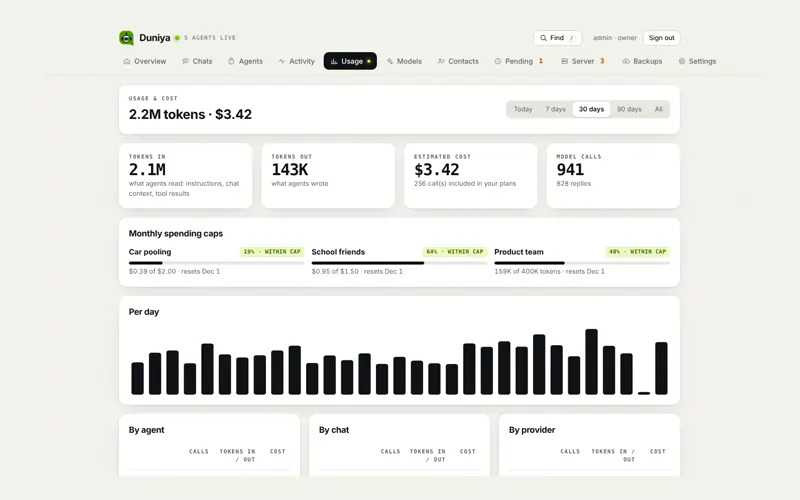 Duniya 5 AGENTS LIVE
Find / admin · owner Sign out
Overview Chats Agents Activity Usage Models Contacts Pending 1 Server 3 Backups Settings
USAGE & COST
2.2M tokens · $3.42
Today 7 days 30 days 90 days All
TOKENS IN
2.1M
what agents read: instructions, chat
context, tool results
TOKENS OUT
143K
what agents wrote
ESTIMATED COST
$3.42
256 call(s) included in your plans
MODEL CALLS
941
828 replies
Monthly spending caps
Car pooling 19% · WITHIN CAP
$0.39 of $2.00 · resets Dec 1
School friends 64% · WITHIN CAP
$0.95 of $1.50 · resets Dec 1
Product team 40% · WITHIN CAP
159K of 400K tokens · resets Dec 1
Per day
By agent
CALLS TOKENS IN COST
/ OUT
By chat
CALLS TOKENS IN COST
/ OUT
By provider
CALLS TOKENS IN / COST
OUT